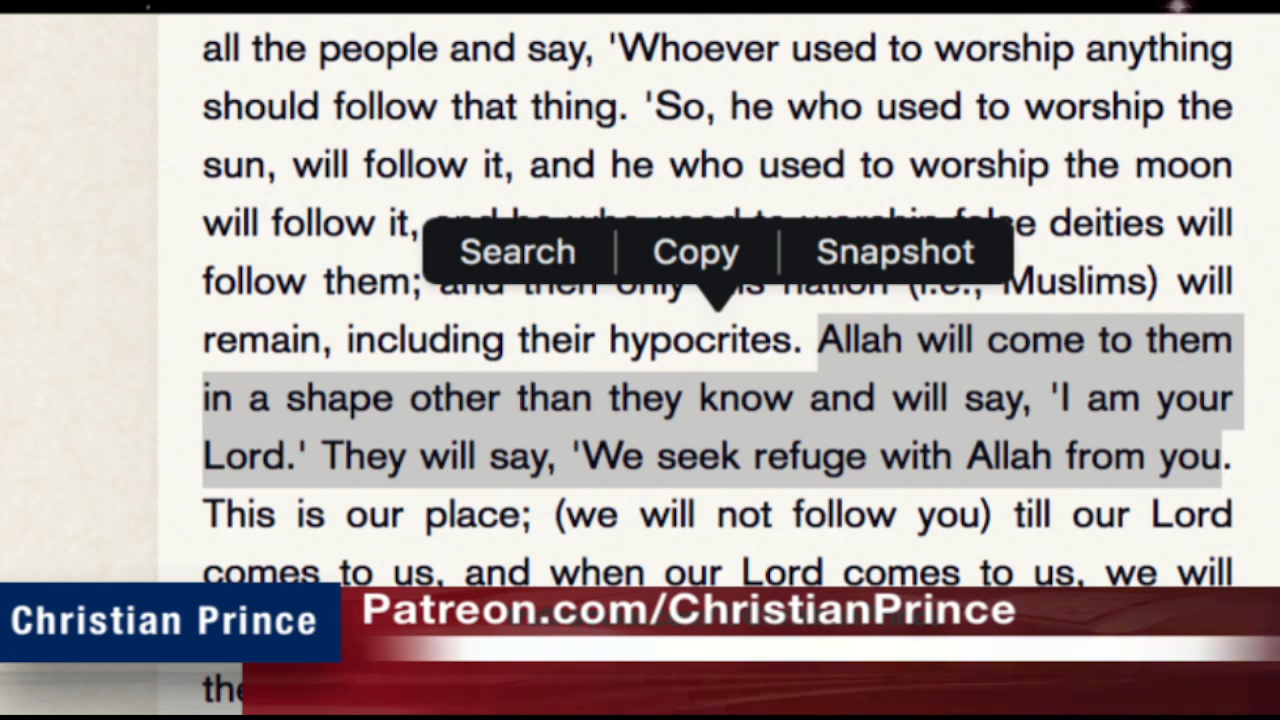 all the people and say, 'Whoever used to worship anything
should follow that thing. 'So, he who used to worship the
sun, will follow it, and he who used to worship the moon
will follow it, deities will
Search Copy Snapshot
follow them; Muslims) will
remain, including their hypocrites. Allah will come to them
in a shape other than they know and will say, 'I am your
Lord.' They will say, 'We seek refuge with Allah from you.
This is our place; (we will not follow you) till our Lord
comes to us, and when our Lord comes to us, we will
Christian Prince
Patreon.com/ChristianPrince